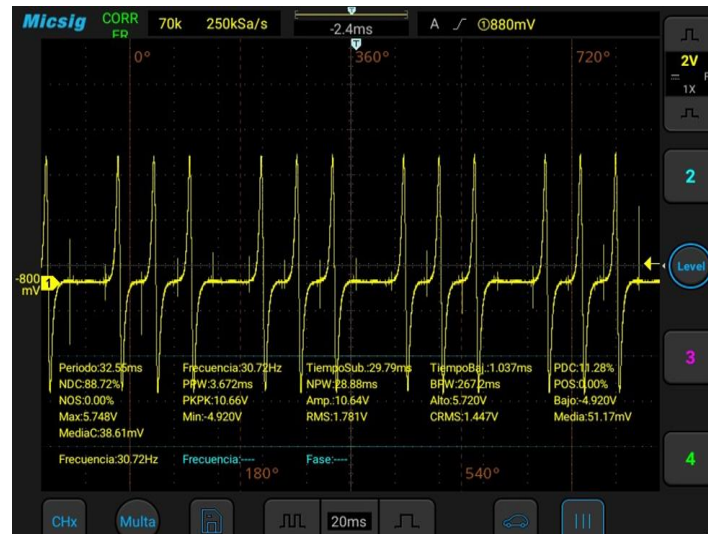 Micsig CORR ER 70k 250kSa/s -2.4ms A ①880mV
T
T
0° 360° 720°
2V
1X
2
Level
-800 mV 1
3
Periodo:32.55ms Frecuencia:30.72Hz TiempoSub.:29.79ms TiempoBaj.:1.037ms PDC:11.28%
NDC:88.72% PPW:3.672ms NPW:28.88ms BPW:267.2ms POS:0.00%
NOS:0.00% PKPK:10.66V Amp.:10.64V Alto:5.720V Bajo:-4.920V
Max:5.748V Min:-4.920V RMS:1.781V CRMS:1.447V Media:51.17mV
MediaC:38.61mV
Frecuencia:30.72Hz Frecuencia:---- Fase:----
4
180° 540°
CHx Multa 20ms